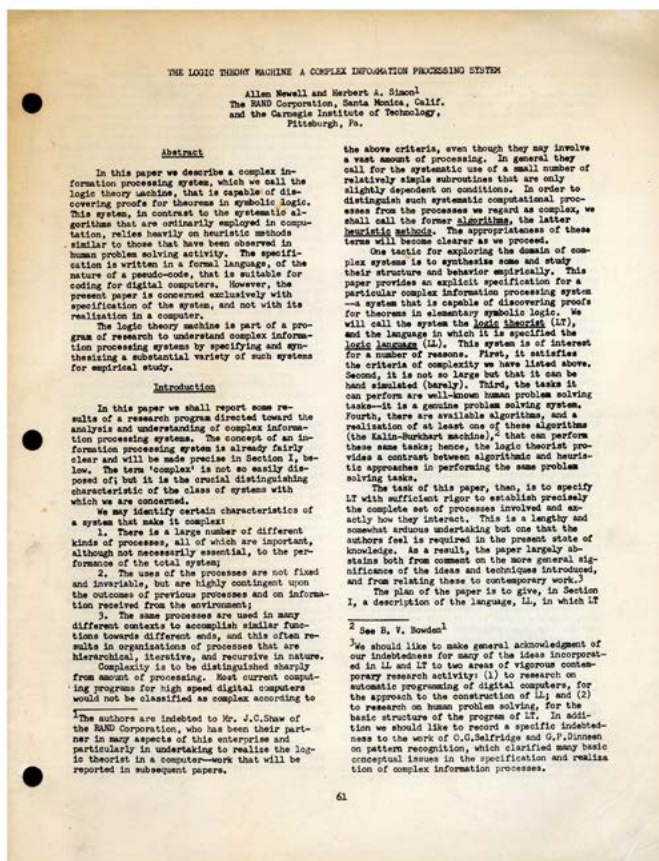 THE LOGIC THEORY MACHINE A COMPLEX INFORMATION PROCESSING SYSTEM
Allen Newell and Herbert A. Simon1
The RAND Corporation, Santa Monica, Calif.
and the Carnegie Institute of Technology,
Pittsburgh, Pa.
Abstract
In this paper we describe a complex in-
formation processing system, which we call the
logic theory machine, that is capable of dis-
covering proofs for theorems in symbolic logic.
This system, in contrast to the systematic al-
gorithms that are ordinarily employed in compu-
tation, relies heavily on heuristic methods
similar to those that have been observed in
human problem solving activity. The specifi-
cation is written in a formal language, of the
nature of a pseudo-code, that is suitable for
coding for digital computers. However, the
present paper is concerned exclusively with
specification of the system, and not with its
realization in a computer.
The logic theory machine is part of a pro-
gram of research to understand complex informa-
tion processing systems by specifying and syn-
thesizing a substantial variety of such systems
for empirical study.
Introduction
In this paper we shall report some re-
sults of a research program directed toward the
analysis and understanding of complex informa-
tion processing systems. The concept of an in-
formation processing system is already fairly
clear and will be made precise in Section I, be-
low. The term 'complex' is not so easily dis-
posed of; but it is the crucial distinguishing
characteristic of the class of systems with
which we are concerned.
We may identify certain characteristics of
a system that make it complex:
1. There is a large number of different
kinds of processes, all of which are important,
although not necessarily essential, to the per-
formance of the total system;
2. The uses of the processes are not fixed
and invariable, but are highly contingent upon
the outcomes of previous processes and on informa-
tion received from the environment;
3. The same processes are used in many
different contexts to accomplish similar func-
tions towards different ends, and this often re-
sults in organizations of processes that are
hierarchical, iterative, and recursive in nature.
Complexity is to be distinguished sharply
from amount of processing. Most current comput-
ing programs for high speed digital computers
would not be classified as complex according to
1The authors are indebted to Mr. J.C.Shaw of
the RAND Corporation, who has been their part-
ner in many aspects of this enterprise and
particularly in undertaking to realize the log-
ic theorist in a computer—work that will be
reported in subsequent papers.
the above criteria, even though they may involve
a vast amount of processing. In general they
call for the systematic use of a small number of
relatively simple subroutines that are only
slightly dependent on conditions. In order to
distinguish such systematic computational proc-
esses from the processes we regard as complex, we
shall call the former algorithms, the latter
heuristic methods. The appropriateness of these
terms will become clearer as we proceed.
One tactic for exploring the domain of com-
plex systems is to synthesize some and study
their structure and behavior empirically. This
paper provides an explicit specification for a
particular complex information processing system
--a system that is capable of discovering proofs
for theorems in elementary symbolic logic. We
will call the system the logic theorist (LT),
and the language in which it is specified the
logic language (LL). This system is of interest
for a number of reasons. First, it satisfies
the criteria of complexity we have listed above.
Second, it is not so large but that it can be
hand simulated (barely). Third, the tasks it
can perform are well-known human problem solving
tasks--it is a genuine problem solving system.
Fourth, there are available algorithms, and a
realization of at least one of these algorithms
(the Kalin-Burkhart machine),2 that can perform
these same tasks; hence, the logic theorist pro-
vides a contrast between algorithmic and heuris-
tic approaches in performing the same problem
solving tasks.
The task of this paper, then, is to specify
LT with sufficient rigor to establish precisely
the complete set of processes involved and ex-
actly how they interact. This is a lengthy and
somewhat arduous undertaking but one that the
authors feel is required in the present state of
knowledge. As a result, the paper largely ab-
stains both from comment on the more general sig-
nificance of the ideas and techniques introduced,
and from relating these to contemporary work.3
The plan of the paper is to give, in Section
I, a description of the language, LL, in which LT
2 See B. V. Bowden1
3We should like to make general acknowledgment of
our indebtedness for many of the ideas incorporat-
ed in LL and LT to two areas of vigorous contem-
porary research activity: (1) to research on
automatic programing of digital computers, for
the approach to the construction of LL; and (2)
to research on human problem solving, for the
basic structure of the program of LT. In addi-
tion we should like to record a specific indebted-
ness to the work of O.G.Selfridge and G.P.Dinneen
on pattern recognition, which clarified many basic
conceptual issues in the specification and realiza
tion of complex information processes.
61